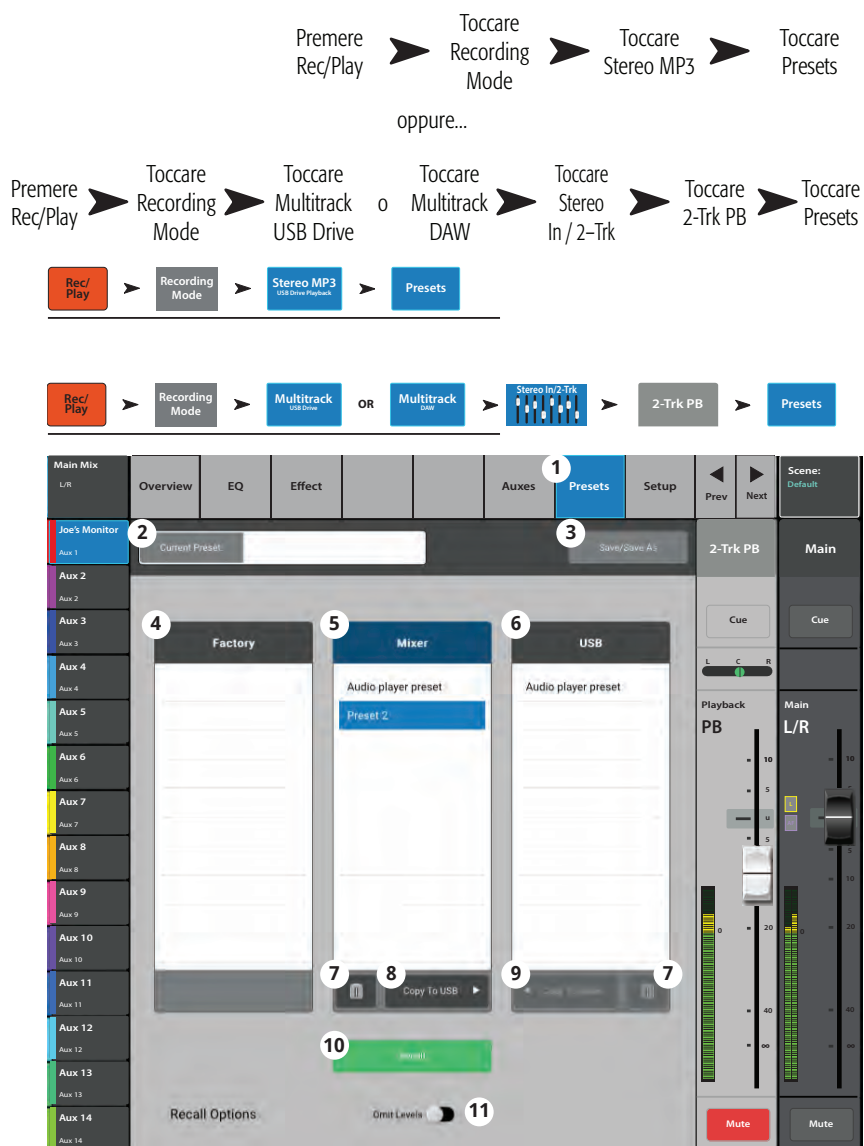 Premere
Rec/Play
Toccare
Recording
Mode
Toccare
Stereo MP3
Toccare
Presets
oppure...
Premere
Rec/Play
Toccare
Recording
Mode
Toccare
Multitrack
USB Drive
o
Toccare
Multitrack
DAW
Toccare
Stereo
In / 2–Trk
Toccare
2-Trk PB
Toccare
Presets
Rec/
Play
Recording
Mode
Stereo MP3
USB Drive Playback
Presets
Rec/
Play
Recording
Mode
Multitrack
USB Drive
OR
Multitrack
DAW
Stereo In/2-Trk
2-Trk PB
Presets
Main Mix
L/R
Overview
EQ
Effect
Auxes
1
Presets
Setup
Prev
Next
Scene:
Default
Joe's Monitor
Aux 1
2
Current Preset:
3
Save/Save As
2-Trk PB
Main
Aux 2
Aux 2
Aux 3
Aux 3
Aux 4
Aux 4
Aux 5
Aux 5
Aux 6
Aux 6
Aux 7
Aux 7
Aux 8
Aux 8
Aux 9
Aux 9
Aux 10
Aux 10
Aux 11
Aux 11
Aux 12
Aux 12
Aux 13
Aux 13
Aux 14
Aux 14
4
Factory
5
Mixer
6
USB
Audio player preset
Preset 2
Audio player preset
7
8
Copy To USB
9
7
10
Recall
Recall Options
Omit Levels
11
Cue
Cue
L C R
Playback
PB
Main
L/R
10
5
U
5
0
20
40
∞
10
5
10
0
20
40
∞
L
Mute
Mute